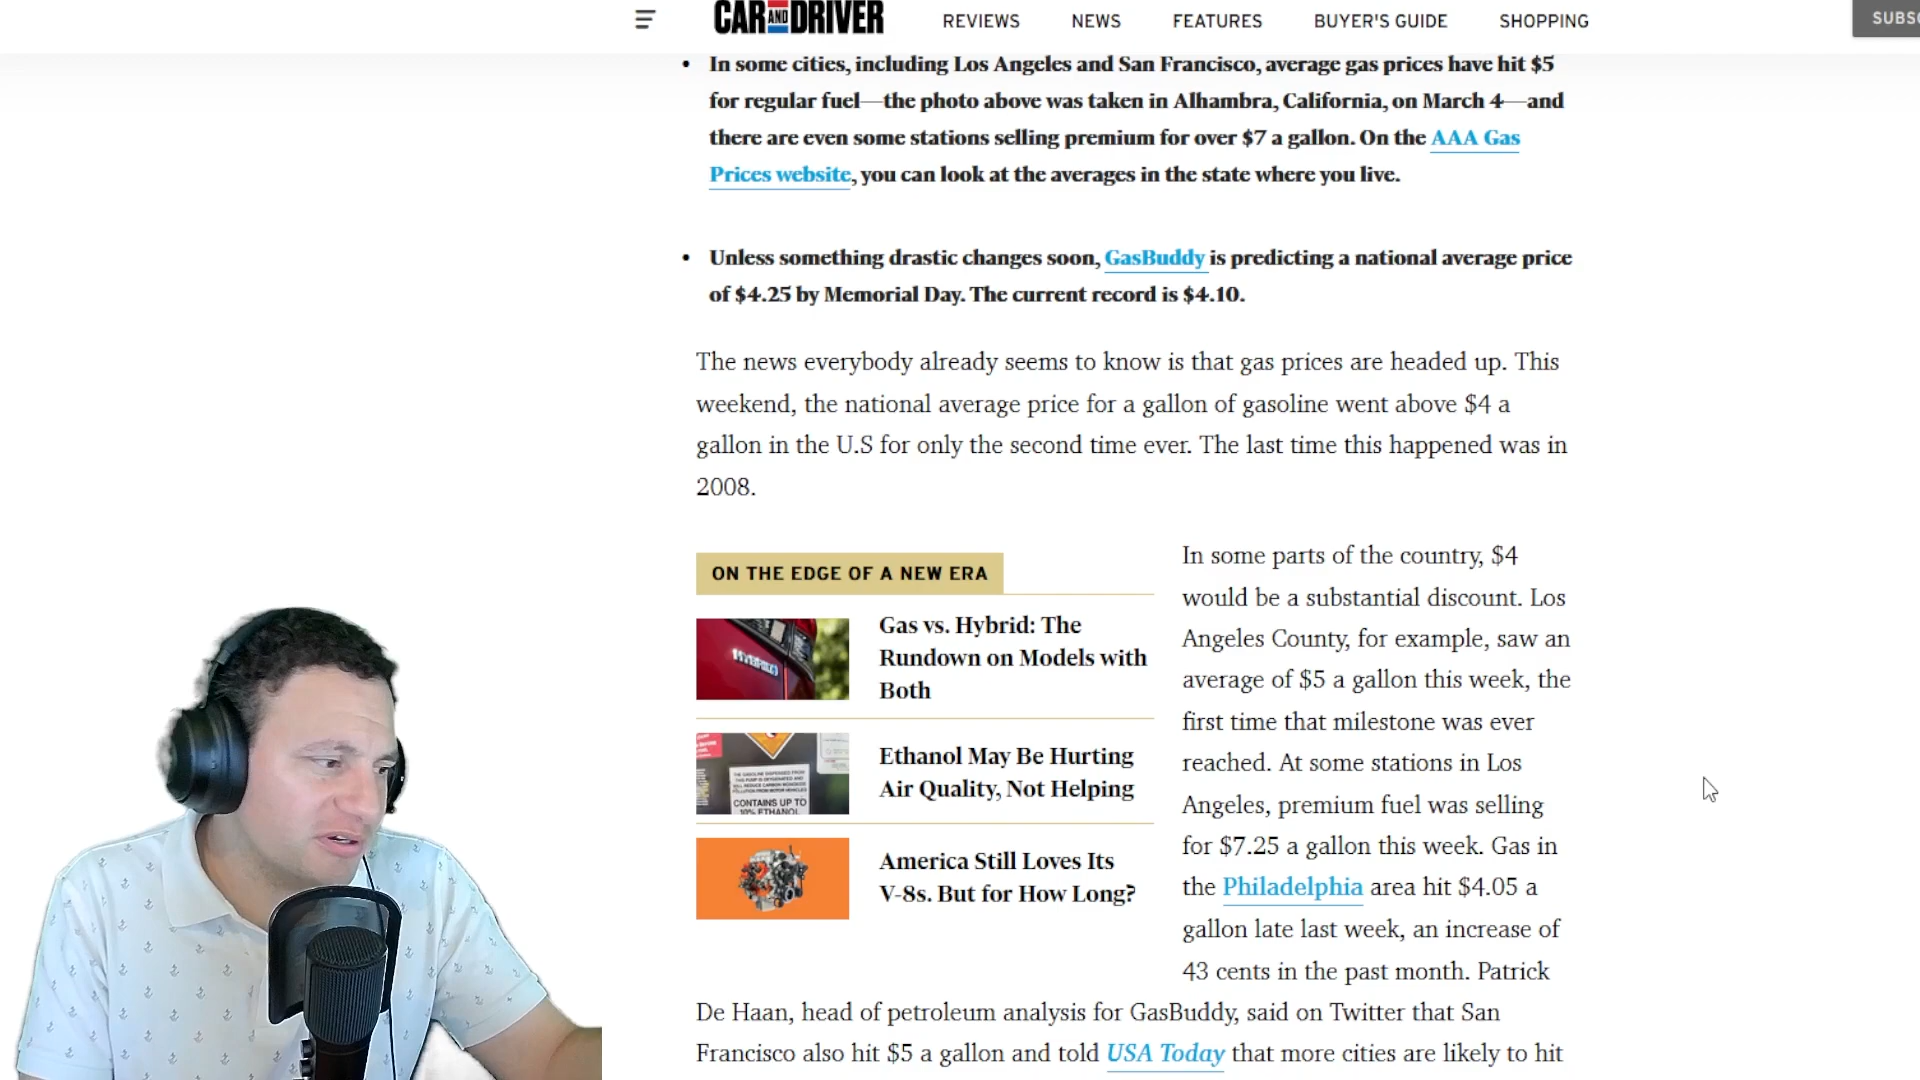 CAR AND DRIVER
REVIEWS
NEWS
FEATURES
BUYER'S GUIDE
SHOPPING
• In some cities, including Los Angeles and San Francisco, average gas prices have hit $5
for regular fuel—the photo above was taken in Alhambra, California, on March 4—and
there are even some stations selling premium for over $7 a gallon. On the AAA Gas
Prices website, you can look at the averages in the state where you live.
• Unless something drastic changes soon, GasBuddy is predicting a national average price
of $4.25 by Memorial Day. The current record is $4.10.
The news everybody already seems to know is that gas prices are headed up. This
weekend, the national average price for a gallon of gasoline went above $4 a
gallon in the U.S for only the second time ever. The last time this happened was in
2008.
ON THE EDGE OF A NEW ERA
HYBRID
Gas vs. Hybrid: The
Rundown on Models with
Both
CONTAINS UP TO
10% ETHANOL
Ethanol May Be Hurting
Air Quality, Not Helping
America Still Loves Its
V-8s. But for How Long?
In some parts of the country, $4
would be a substantial discount. Los
Angeles County, for example, saw an
average of $5 a gallon this week, the
first time that milestone was ever
reached. At some stations in Los
Angeles, premium fuel was selling
for $7.25 a gallon this week. Gas in
the Philadelphia area hit $4.05 a
gallon late last week, an increase of
43 cents in the past month. Patrick
De Haan, head of petroleum analysis for GasBuddy, said on Twitter that San
Francisco also hit $5 a gallon and told USA Today that more cities are likely to hit